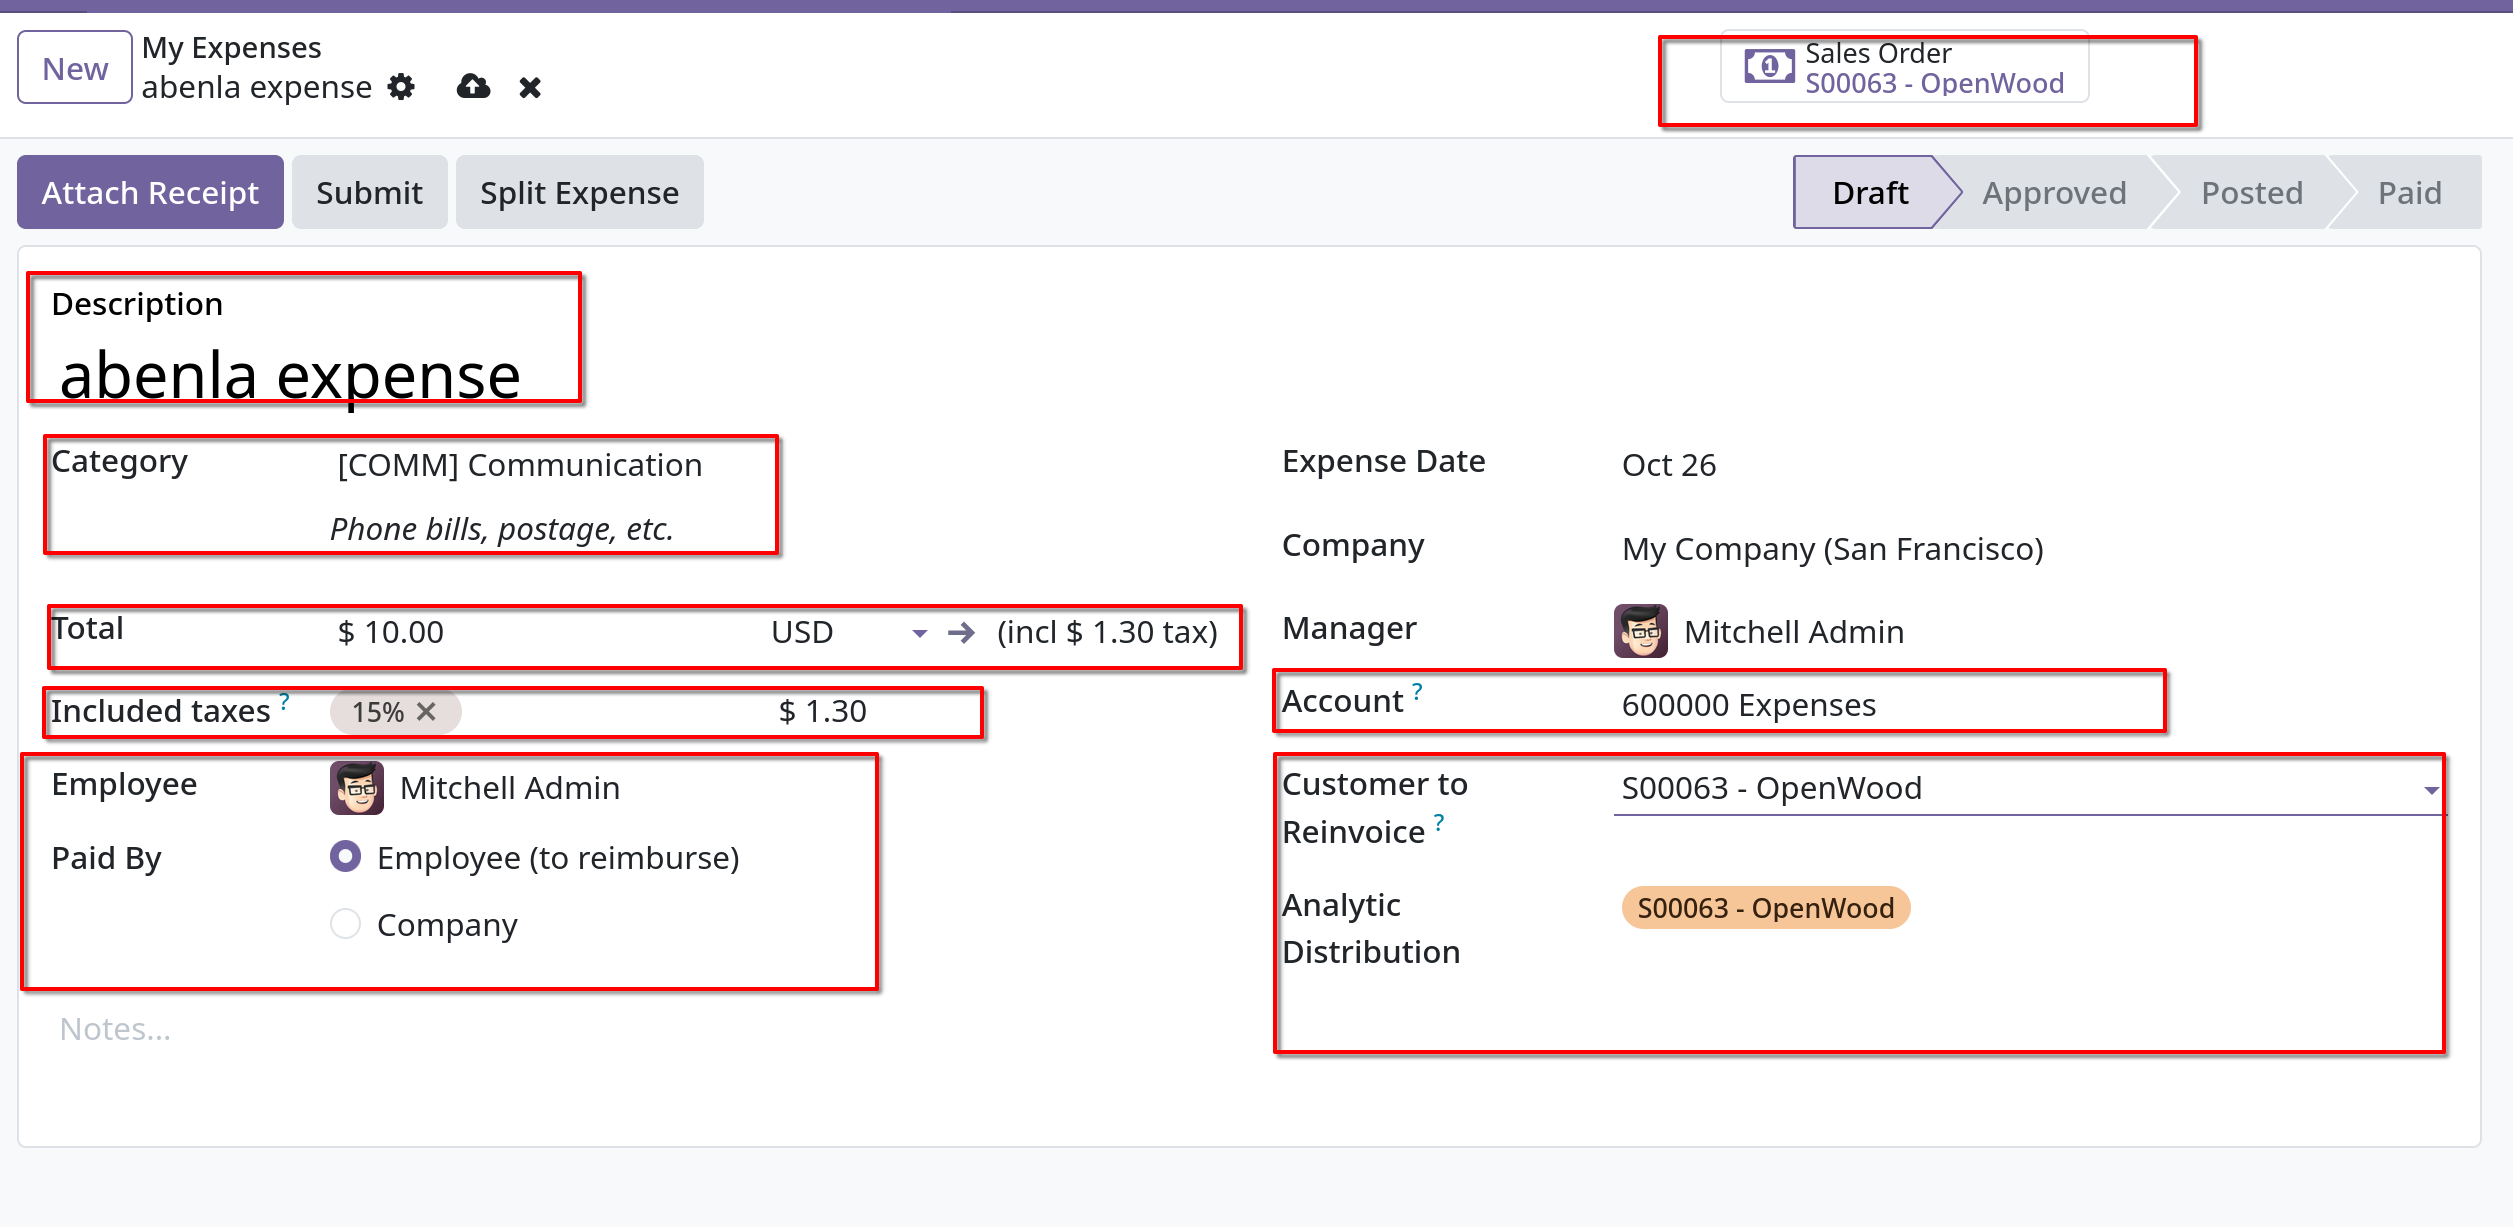 New
My Expenses
abenla expense
Sales Order
S00063 - OpenWood
Attach Receipt
Submit
Split Expense
Draft
Approved
Posted
Paid
Description
abenla expense
Category
[COMM] Communication
Phone bills, postage, etc.
Total
$ 10.00
USD
(incl $ 1.30 tax)
Included taxes ?
15%
$ 1.30
Employee
Mitchell Admin
Paid By
Employee (to reimburse)
Company
Notes...
Expense Date
Oct 26
Company
My Company (San Francisco)
Manager
Mitchell Admin
Account ?
600000 Expenses
Customer to
Reinvoice ?
S00063 - OpenWood
Analytic
Distribution
S00063 - OpenWood